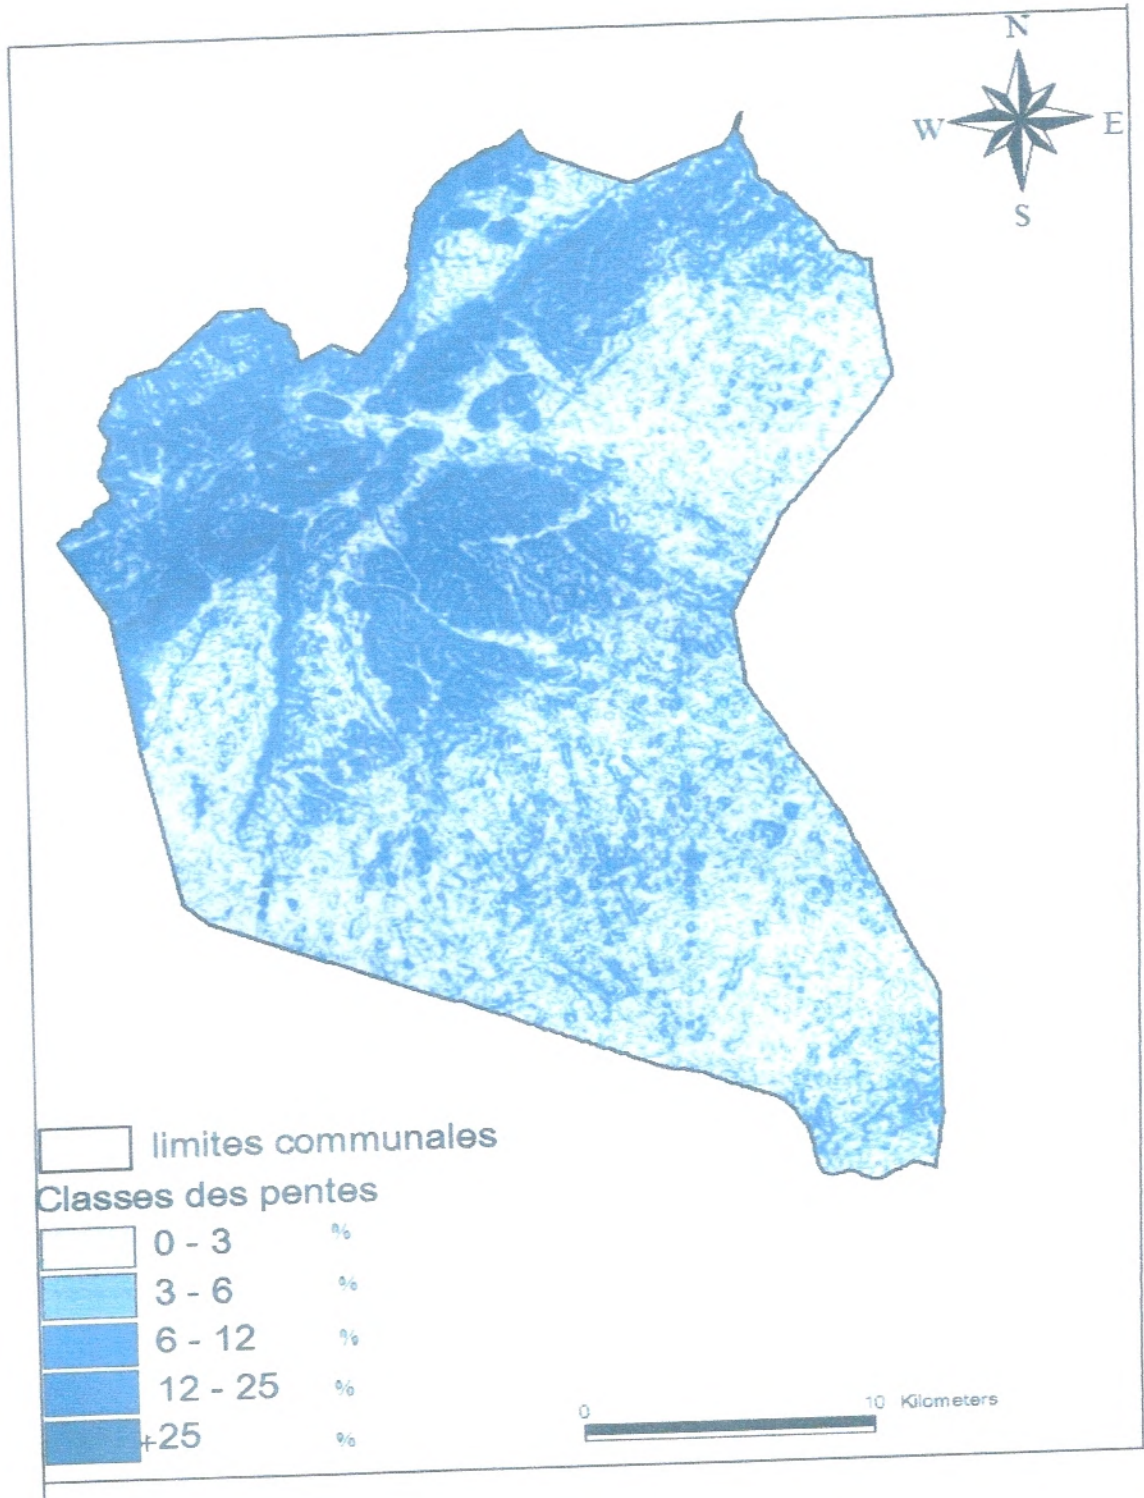 N
W E
S
limites communales
Classes des pentes
0 - 3 %
3 - 6 %
6 - 12 %
12 - 25 %
+25 %
0 10 Kilometers